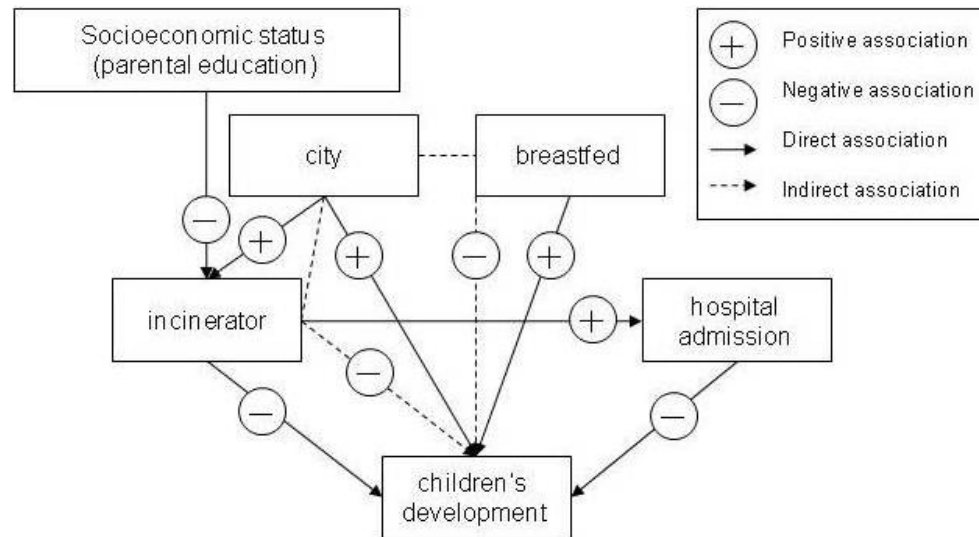 Socioeconomic status
(parental education)
city
breastfed
incinerator
hospital
admission
children's
development
+ Positive association
− Negative association
Direct association
Indirect association
−
+
+
−
+
+
−
−
−